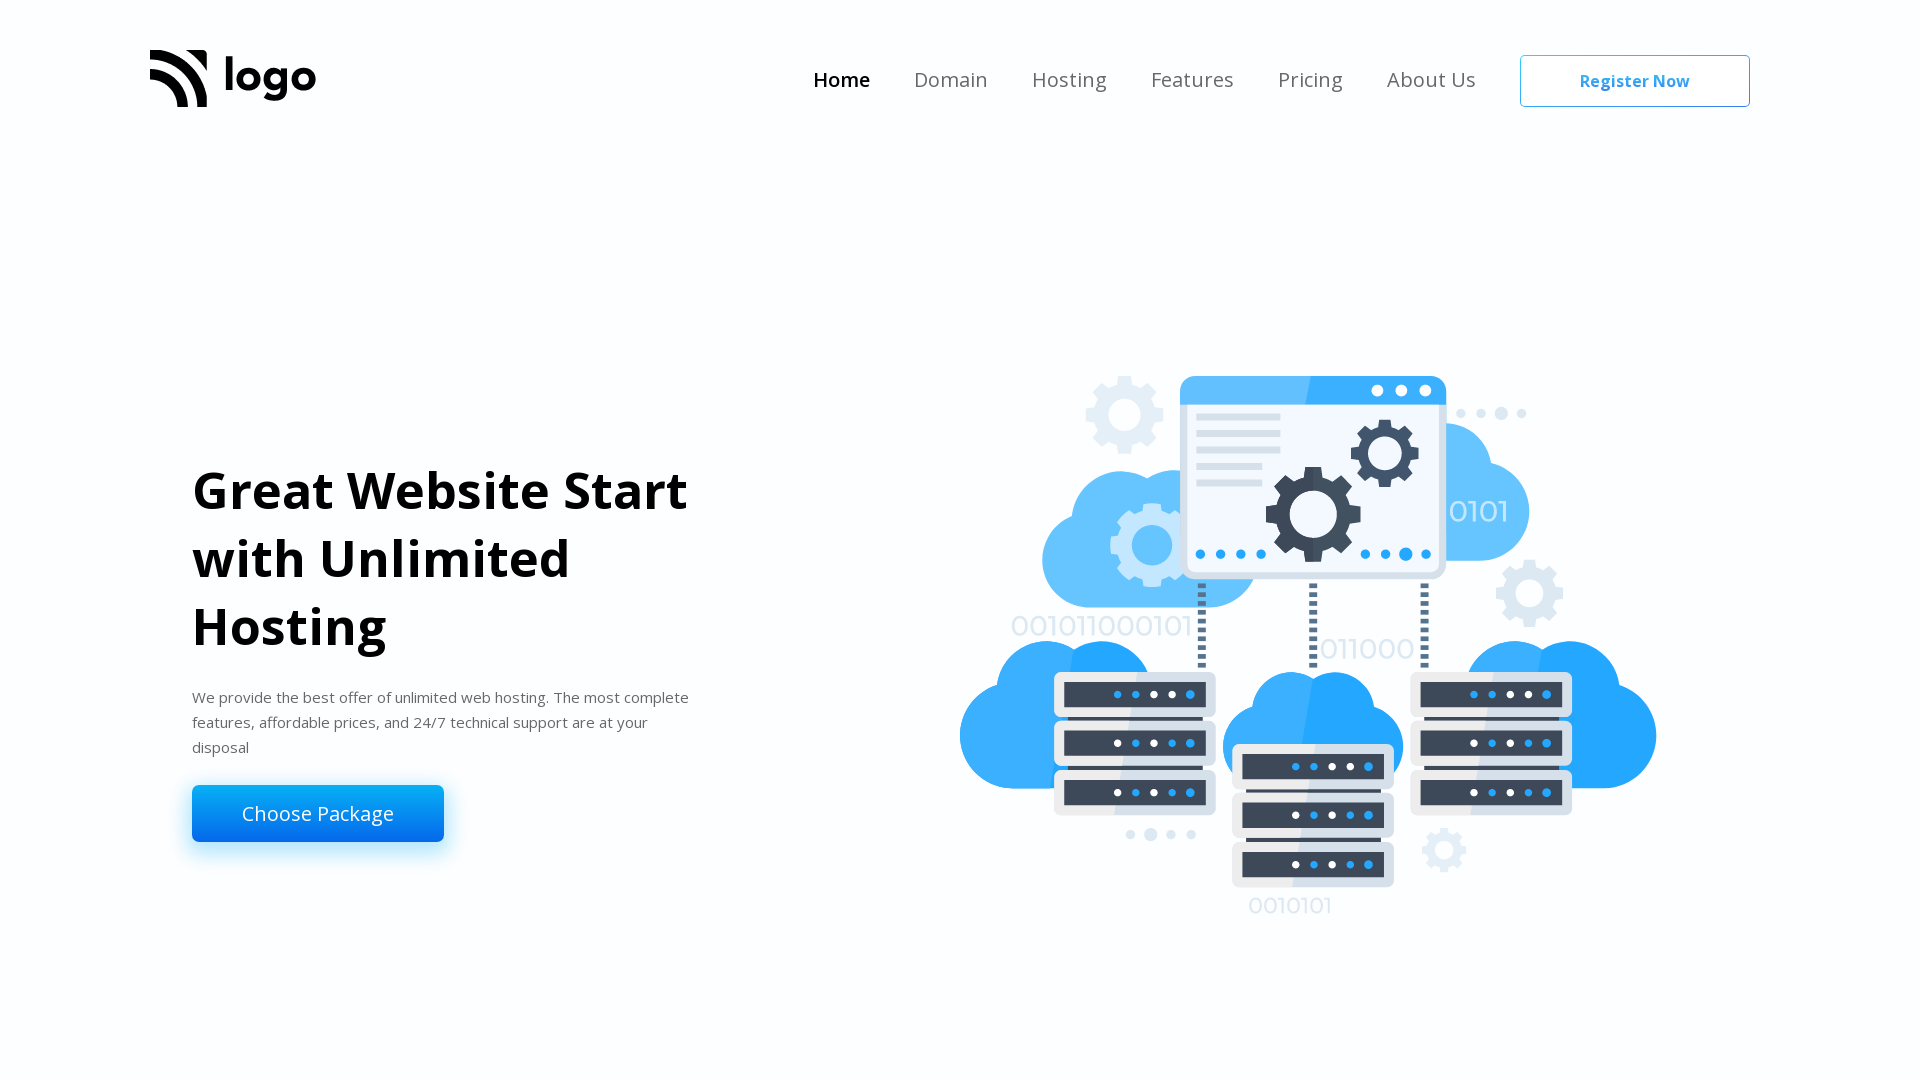 logo
Home Domain Hosting Features Pricing About Us Register Now
Great Website Start
with Unlimited
Hosting
We provide the best offer of unlimited web hosting. The most complete
features, affordable prices, and 24/7 technical support are at your
disposal
Choose Package
0101
001011000101
011000
0010101